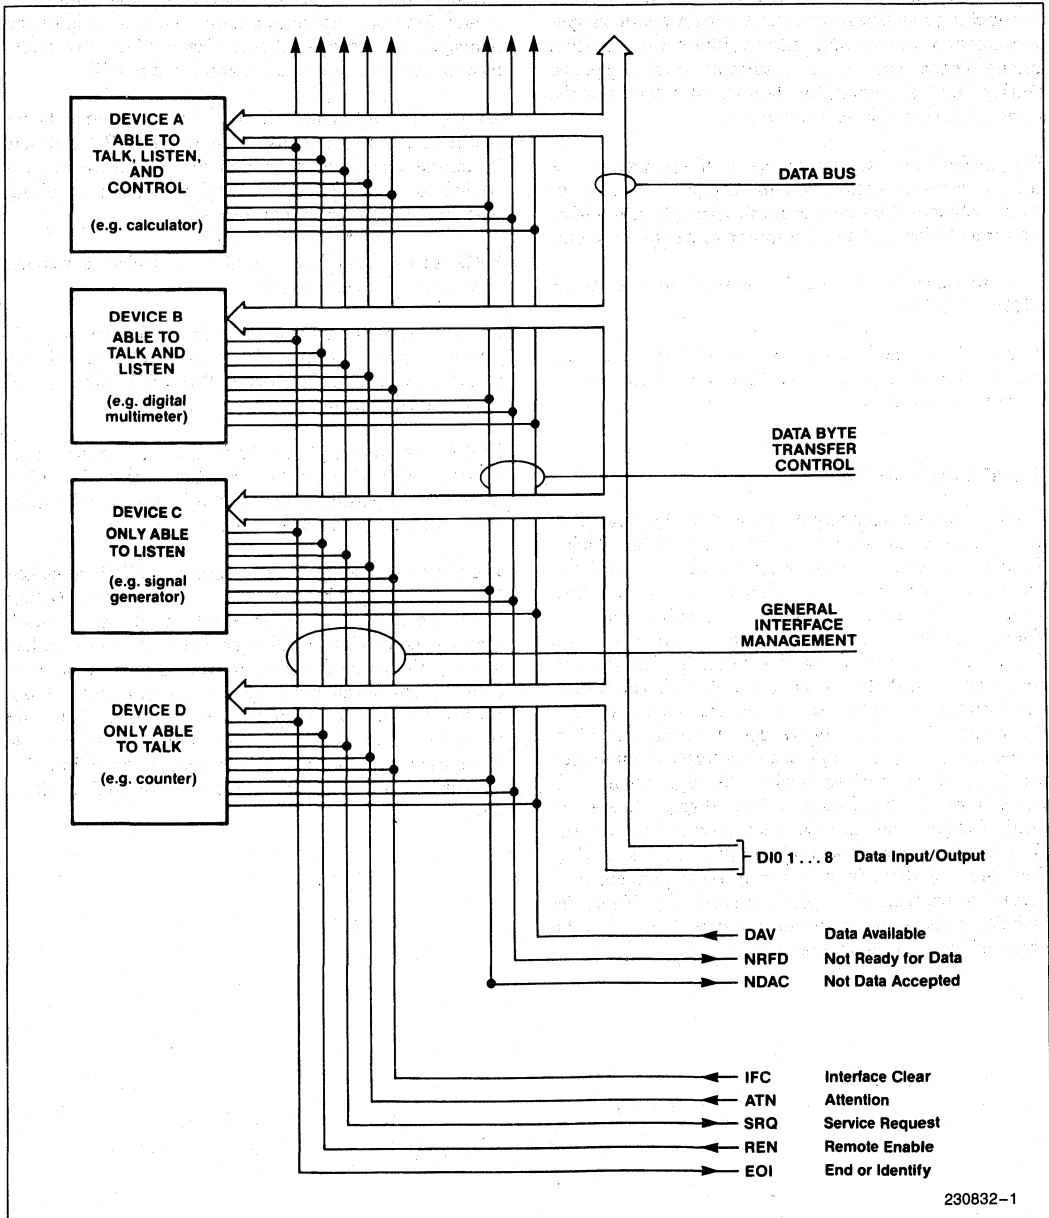 DEVICE A
ABLE TO
TALK, LISTEN,
AND
CONTROL
(e.g. calculator)
DATA BUS
DEVICE B
ABLE TO
TALK AND
LISTEN
(e.g. digital
multimeter)
DATA BYTE
TRANSFER
CONTROL
DEVICE C
ONLY ABLE
TO LISTEN
(e.g. signal
generator)
GENERAL
INTERFACE
MANAGEMENT
DEVICE D
ONLY ABLE
TO TALK
(e.g. counter)
DI0 1 . . . 8 Data Input/Output
DAV Data Available
NRFD Not Ready for Data
NDAC Not Data Accepted
IFC Interface Clear
ATN Attention
SRQ Service Request
REN Remote Enable
EOI End or Identify
230832–1